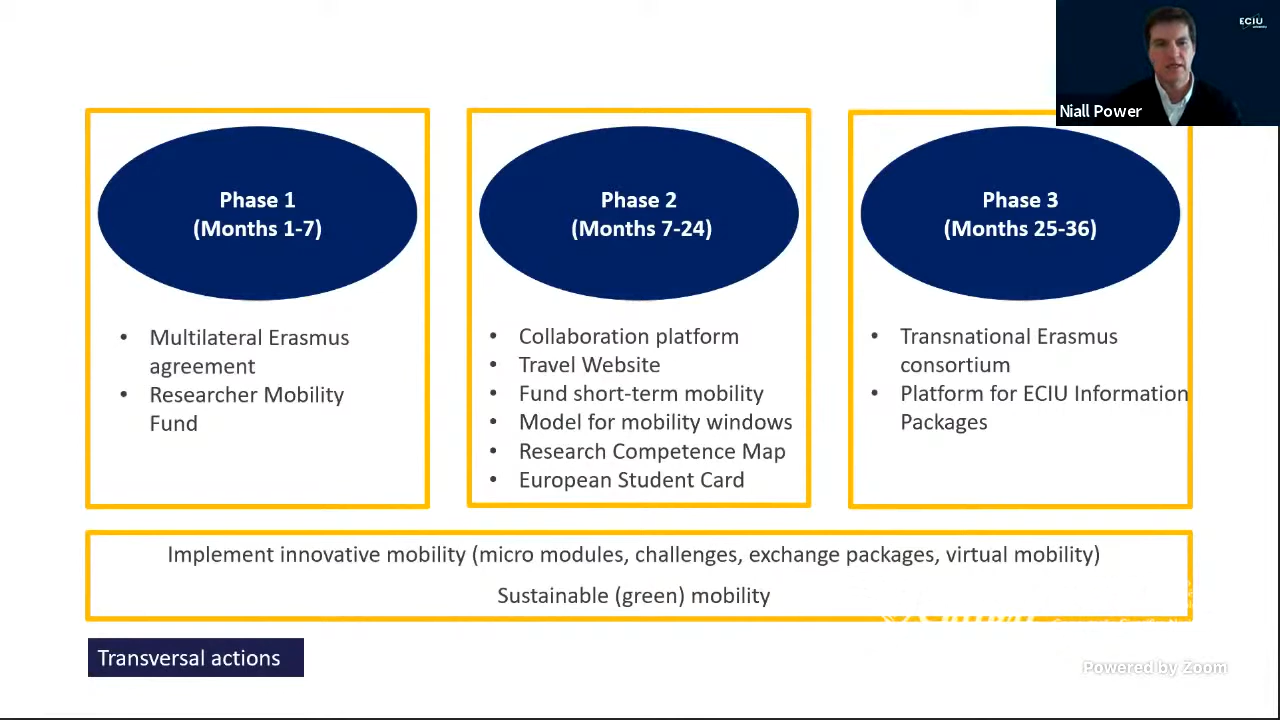 ECIU
Niall Power
Phase 1
(Months 1-7)
• Multilateral Erasmus
agreement
• Researcher Mobility
Fund
Phase 2
(Months 7-24)
• Collaboration platform
• Travel Website
• Fund short-term mobility
• Model for mobility windows
• Research Competence Map
• European Student Card
Phase 3
(Months 25-36)
• Transnational Erasmus
consortium
• Platform for ECIU Information
Packages
Implement innovative mobility (micro modules, challenges, exchange packages, virtual mobility)
Sustainable (green) mobility
Transversal actions
Powered by Zoom